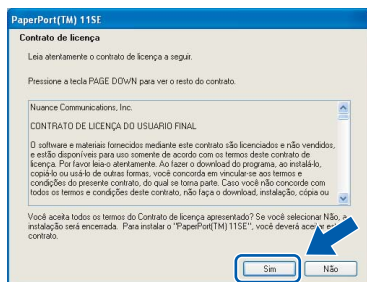 PaperPort(TM) 11SE
Contrato de licença
Leia atentamente o contrato de licença a seguir.
Pressione a tecla PAGE DOWN para ver o resto do contrato.
Nuance Communications, Inc.
CONTRATO DE LICENÇA DO USUARIO FINAL
O software e materiais fornecidos mediante este contrato são licenciados e não vendidos,
e estão disponíveis para uso somente de acordo com os termos deste contrato de
licença. Por favor leia-o atentamente. Ao fazer o download do programa, ao instalá-lo,
copiá-lo ou usá-lo de outras formas, você concorda em vincular-se aos termos e
condições do presente contrato, do qual se torna parte. Caso você não concorde com
todos os termos e condições deste contrato, não faça o download, instalação, cópia ou
Você aceita todos os termos do Contrato de licença apresentado? Se você selecionar Não, a
instalação será encerrada. Para instalar o "PaperPort(TM) 11SE", você deverá aceitar
contrato.
Sim
Não